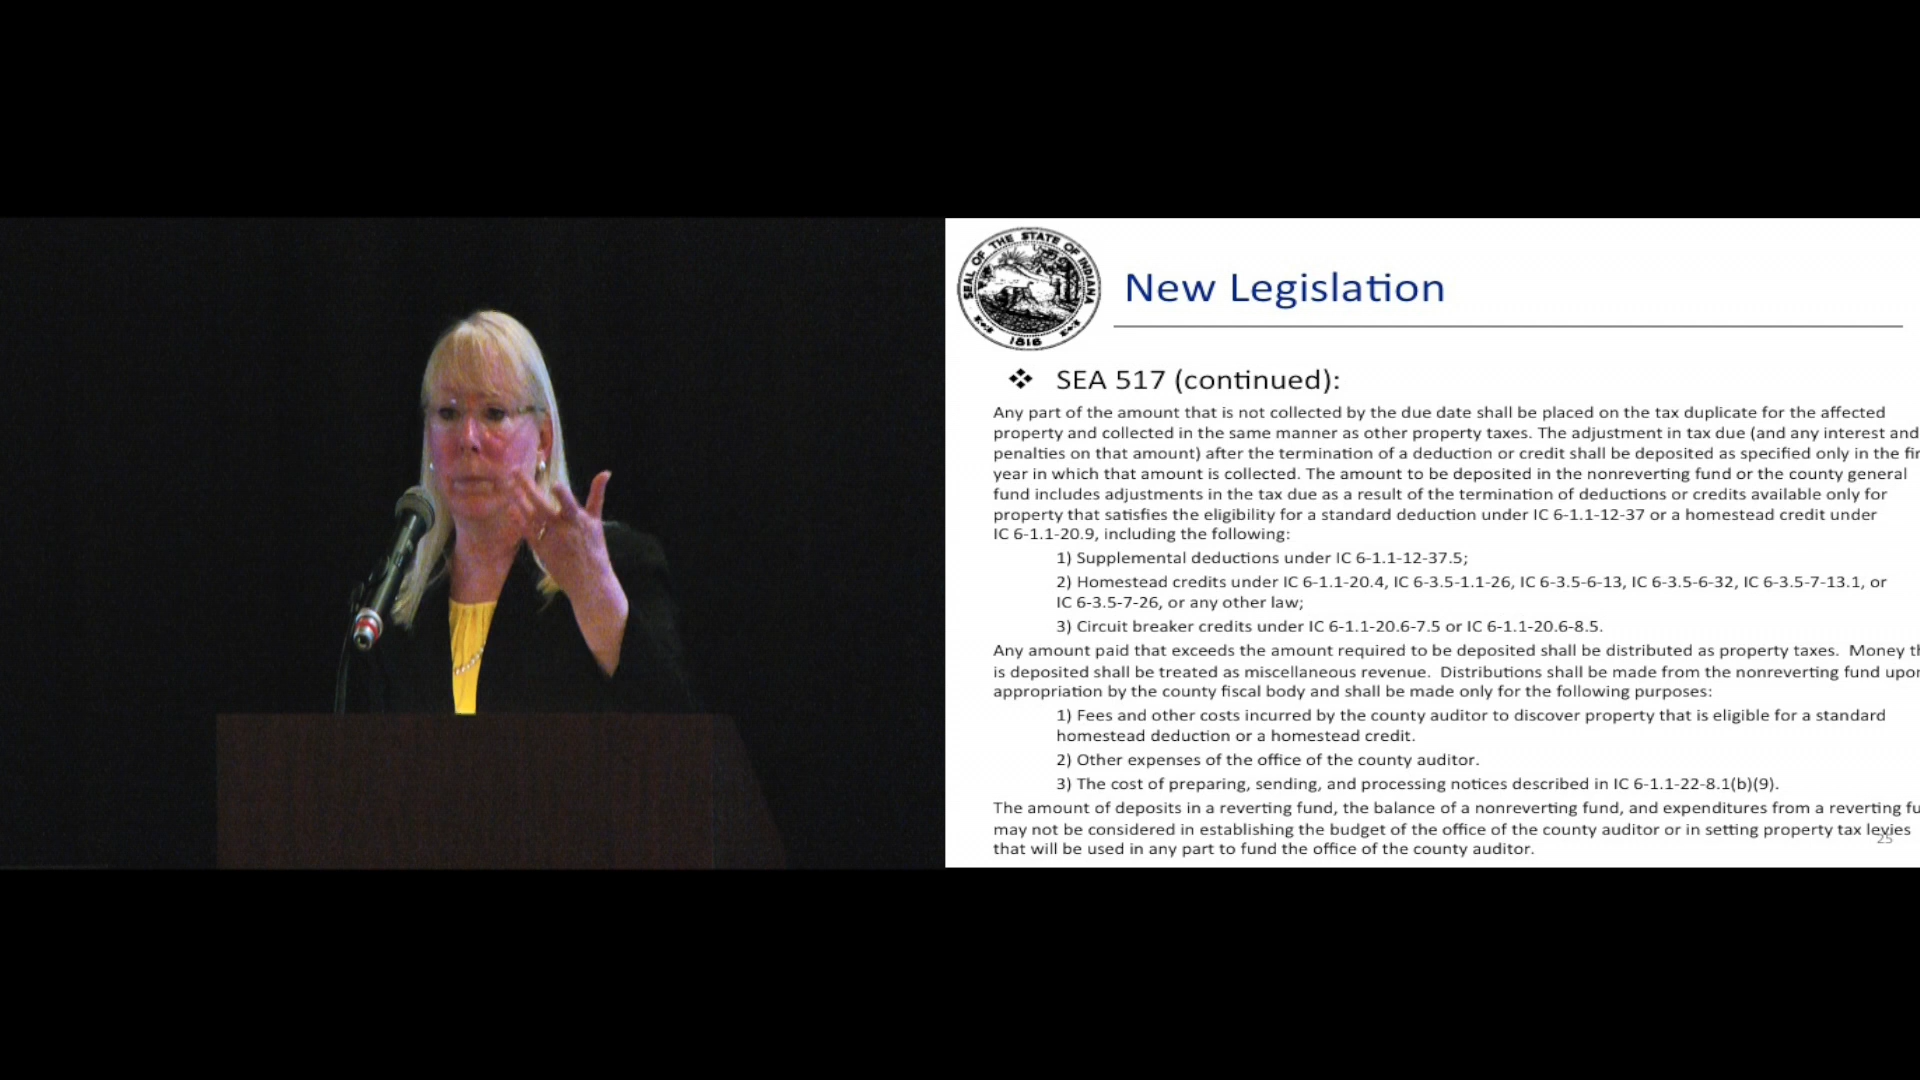 SEAL OF THE STATE OF INDIANA
1816
New Legislation
❖ SEA 517 (continued):
Any part of the amount that is not collected by the due date shall be placed on the tax duplicate for the affected
property and collected in the same manner as other property taxes. The adjustment in tax due (and any interest and
penalties on that amount) after the termination of a deduction or credit shall be deposited as specified only in the
year in which that amount is collected. The amount to be deposited in the nonreverting fund or the county general
fund includes adjustments in the tax due as a result of the termination of deductions or credits available only for
property that satisfies the eligibility for a standard deduction under IC 6-1.1-12-37 or a homestead credit under
IC 6-1.1-20.9, including the following:
1) Supplemental deductions under IC 6-1.1-12-37.5;
2) Homestead credits under IC 6-1.1-20.4, IC 6-3.5-1.1-26, IC 6-3.5-6-13, IC 6-3.5-6-32, IC 6-3.5-7-13.1, or
IC 6-3.5-7-26, or any other law;
3) Circuit breaker credits under IC 6-1.1-20.6-7.5 or IC 6-1.1-20.6-8.5.
Any amount paid that exceeds the amount required to be deposited shall be distributed as property taxes.  Money
is deposited shall be treated as miscellaneous revenue.  Distributions shall be made from the nonreverting fund upon
appropriation by the county fiscal body and shall be made only for the following purposes:
1) Fees and other costs incurred by the county auditor to discover property that is eligible for a standard
homestead deduction or a homestead credit.
2) Other expenses of the office of the county auditor.
3) The cost of preparing, sending, and processing notices described in IC 6-1.1-22-8.1(b)(9).
The amount of deposits in a reverting fund, the balance of a nonreverting fund, and expenditures from a reverting
may not be considered in establishing the budget of the office of the county auditor or in setting property tax levies
that will be used in any part to fund the office of the county auditor.
25